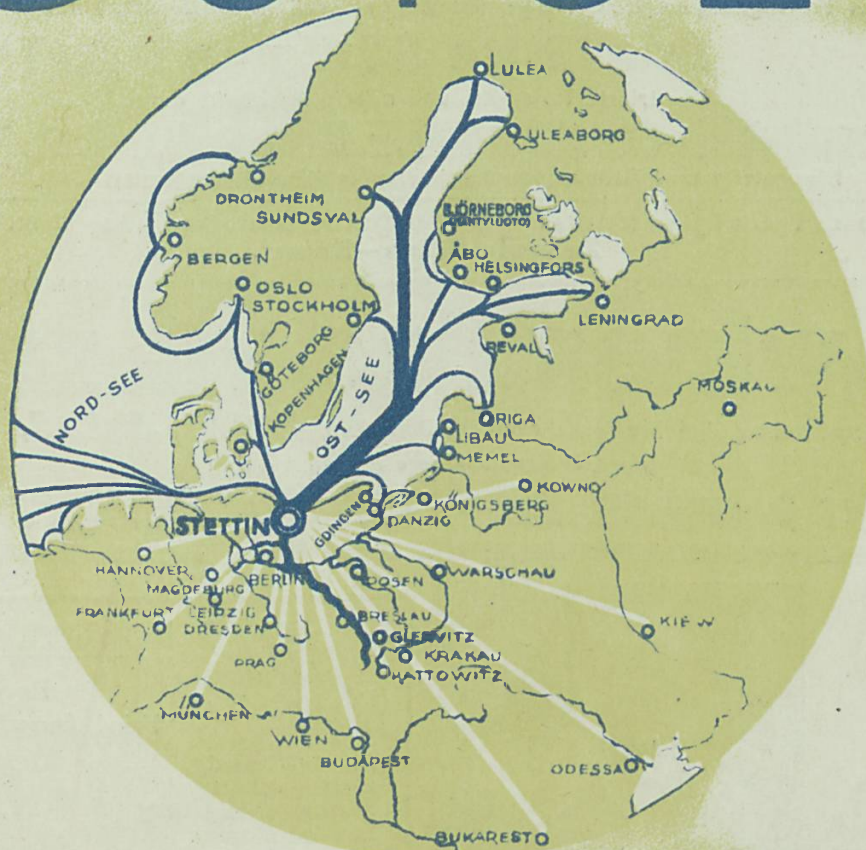 LULEA
ULEABORG
DRONTHEIM
SUNDSVAL
BJÖRNEBORG
(MÄNTYLUOTO)
BERGEN
ÅBO
HELSINGFORS
OSLO
STOCKHOLM
LENINGRAD
REVAL
GÖTEBORG
KOPENHAGEN
NORD-SEE
OST-SEE
MOSKAU
RIGA
LIBAU
MEMEL
KOWNO
KÖNIGSBERG
GDINGEN
DANZIG
STETTIN
HANNOVER
BERLIN
POSEN
WARSCHAU
MAGDEBURG
FRANKFURT
LEIPZIG
BRESLAU
DRESDEN
KIEW
GLEIWITZ
PRAG
KRAKAU
KATTOWITZ
MÜNCHEN
WIEN
BUDAPEST
ODESSA
BUKAREST